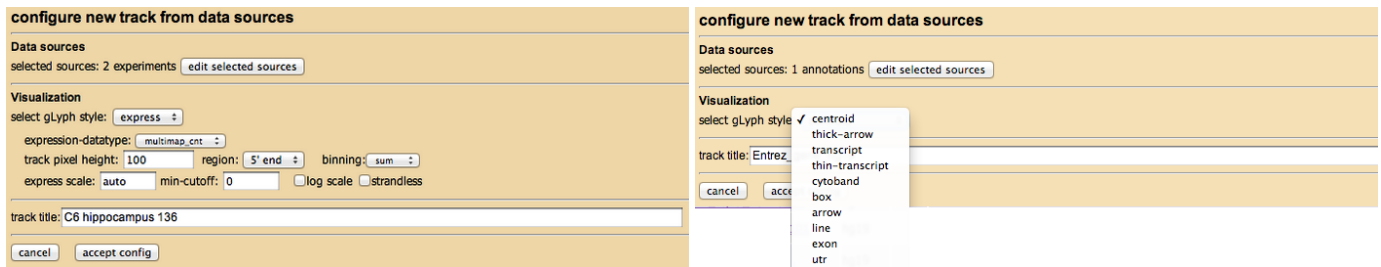 configure new track from data sources
Data sources
selected sources: 2 experiments edit selected sources
Visualization
select gLyph style: express
expression-datatype: multimap_cnt
track pixel height: 100 region: 5' end binning: sum
express scale: auto min-cutoff: 0 log scale strandless
track title: C6 hippocampus 136
cancel accept config
configure new track from data sources
Data sources
selected sources: 1 annotations edit selected sources
Visualization
select gLyph style ✓ centroid
thick-arrow
transcript
track title: Entrez_
thin-transcript
cytoband
cancel acce
box
arrow
line
exon
utr